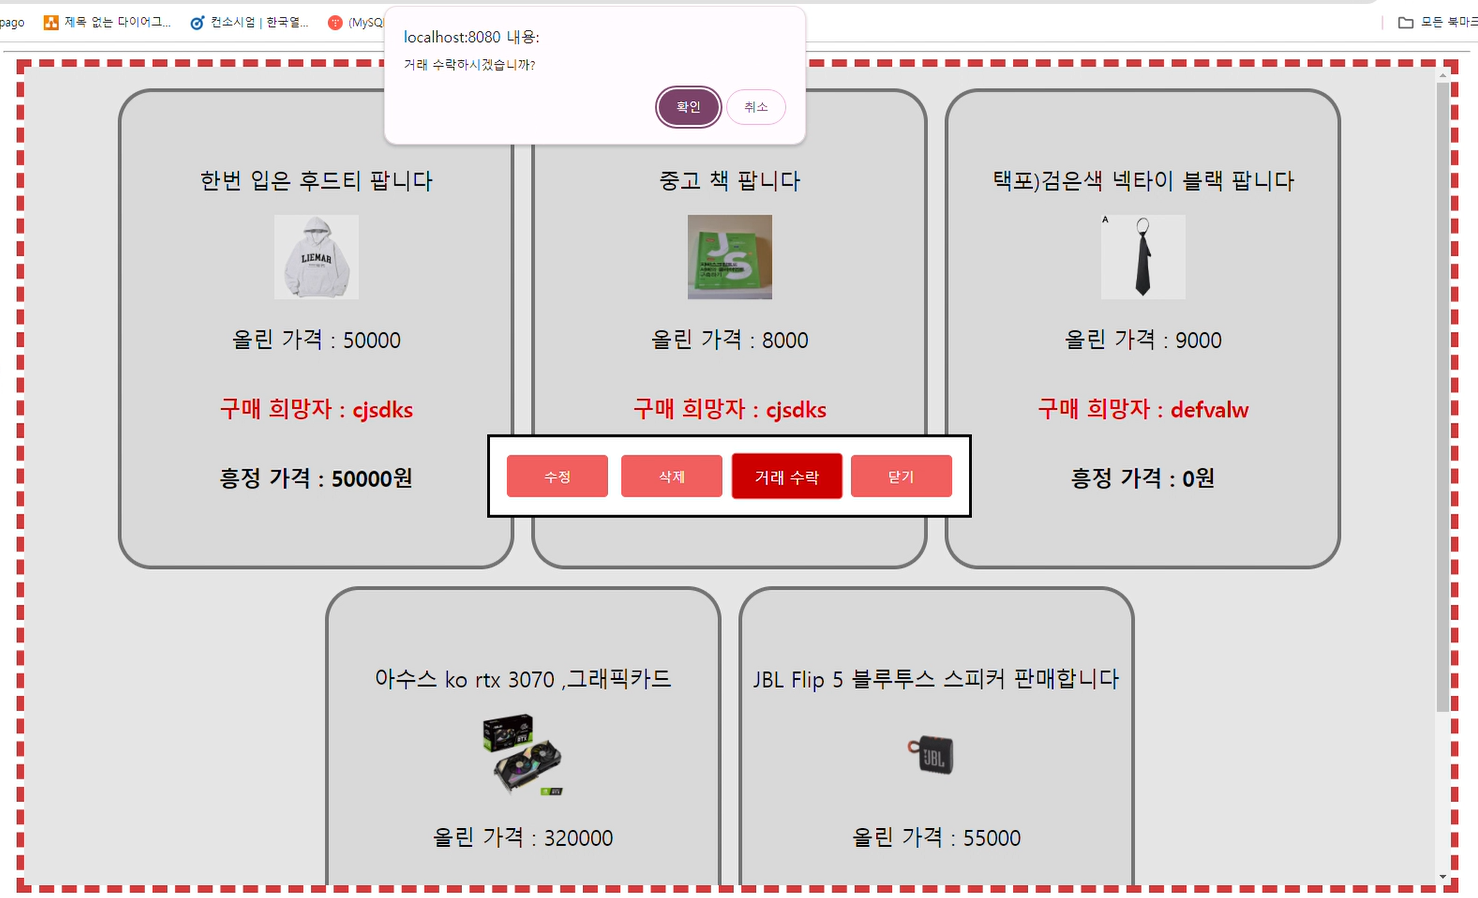 pago
제목 없는 다이어그...
컨소시엄 | 한국열...
(MySQL
모든 북마크
localhost:8080 내용:
거래 수락하시겠습니까?
확인
취소
한번 입은 후드티 팝니다
LIEMAR
올린 가격 : 50000
구매 희망자 : cjsdks
흥정 가격 : 50000원
중고 책 팝니다
JS
올린 가격 : 8000
구매 희망자 : cjsdks
택포)검은색 넥타이 블랙 팝니다
A
올린 가격 : 9000
구매 희망자 : defvalw
흥정 가격 : 0원
수정
삭제
거래 수락
닫기
아수스 ko rtx 3070 ,그래픽카드
올린 가격 : 320000
JBL Flip 5 블루투스 스피커 판매합니다
JBL
올린 가격 : 55000